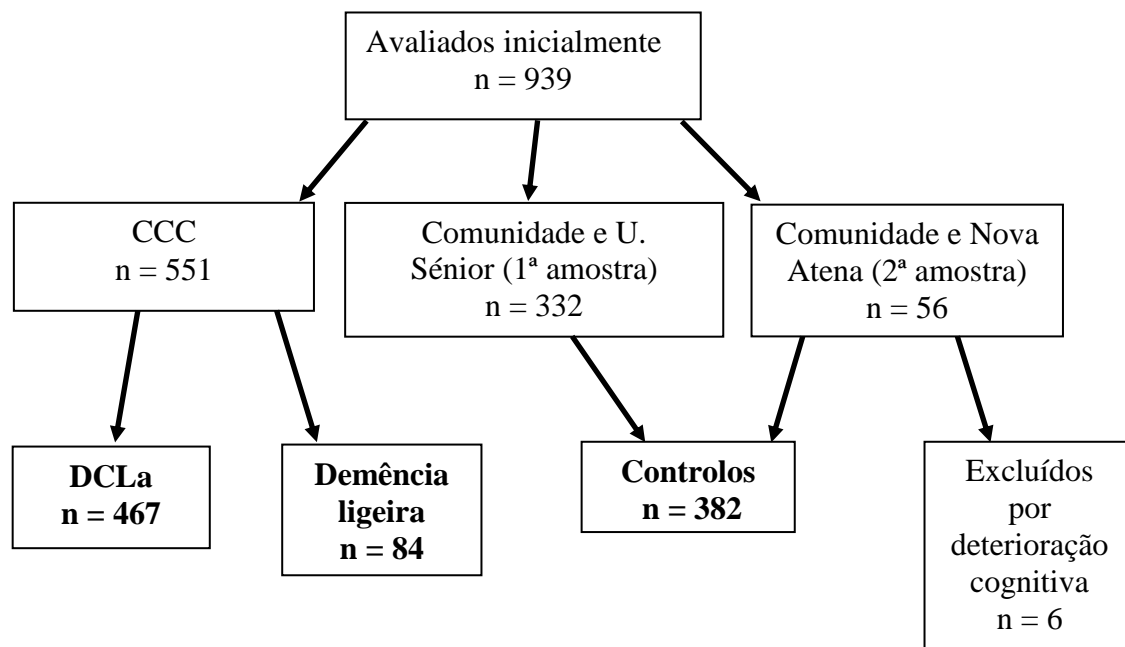 Avaliados inicialmente
n = 939
CCC
n = 551
Comunidade e U.
Sénior (1ª amostra)
n = 332
Comunidade e Nova
Atena (2ª amostra)
n = 56
DCLa
n = 467
Demência
ligeira
n = 84
Controlos
n = 382
Excluídos
por
deterioração
cognitiva
n = 6